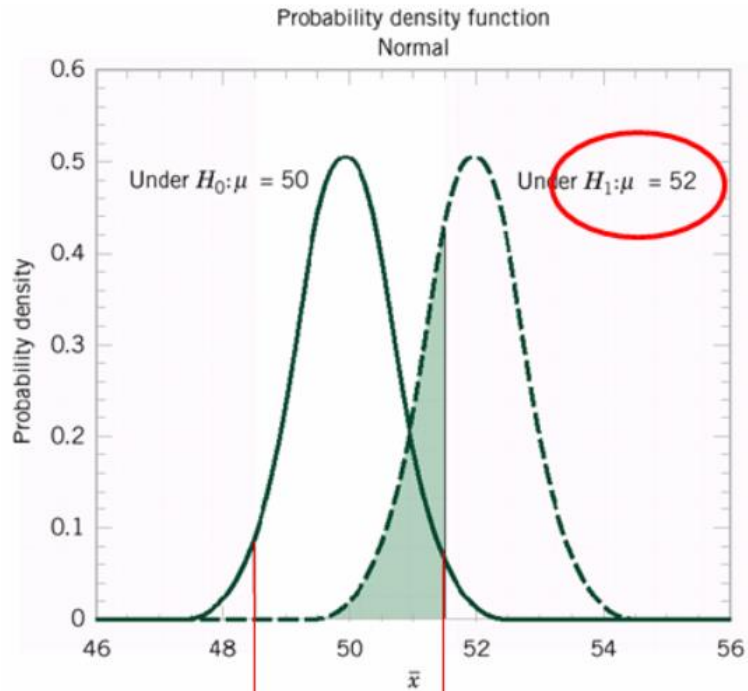 Probability density function
Normal
0.6
0.5
Under H₀:μ = 50
Under H₁:μ = 52
0.4
Probability density
0.3
0.2
0.1
0
46 48 50 52 54 56
x̄